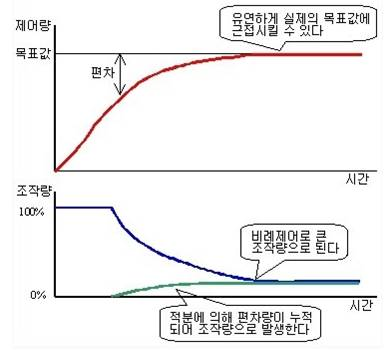 제어량
목표값
유연하게 실제의 목표값에
근접시킬 수 있다
편차
시간
조작량
100%
비례제어로 큰
조작량으로 된다
0%
시간
적분에 의해 편차량이 누적
되어 조작량으로 발생한다